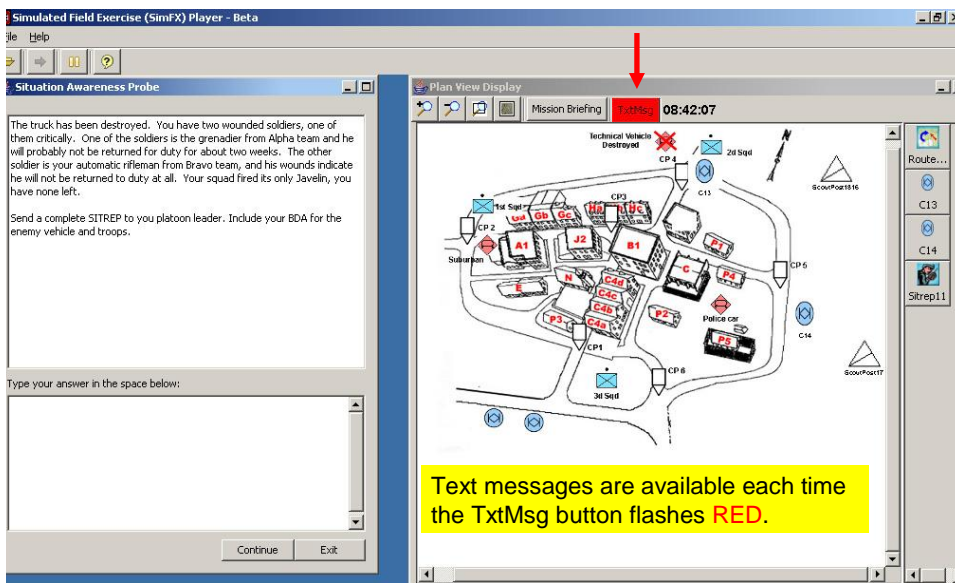 Simulated Field Exercise (SimFX) Player - Beta
File Help
Situation Awareness Probe
The truck has been destroyed. You have two wounded soldiers, one of
them critically. One of the soldiers is the grenadier from Alpha team and he
will probably not be returned for duty for about two weeks. The other
soldier is your automatic rifleman from Bravo team, and his wounds indicate
he will not be returned to duty at all. Your squad fired its only Javelin, you
have none left.
Send a complete SITREP to you platoon leader. Include your BDA for the
enemy vehicle and troops.
Type your answer in the space below:
Continue Exit
Plan View Display
Mission Briefing TxtMsg 08:42:07
Technical Vehicle
Destroyed
N
2d Sqd
CP 4
C13
ScoutPost1816
1st Sqd
Gb Gc
CP3
Hc
CP 2
Suburban
A1
J2
B1
P1
C
P4
CP 5
E
N
C4d
C4c
C4b
C4a
P3
P2
Police car
C14
P5
CP1
CP 6
3d Sqd
ScoutPost17
Route...
C13
C14
Sitrep11
Text messages are available each time
the TxtMsg button flashes RED.